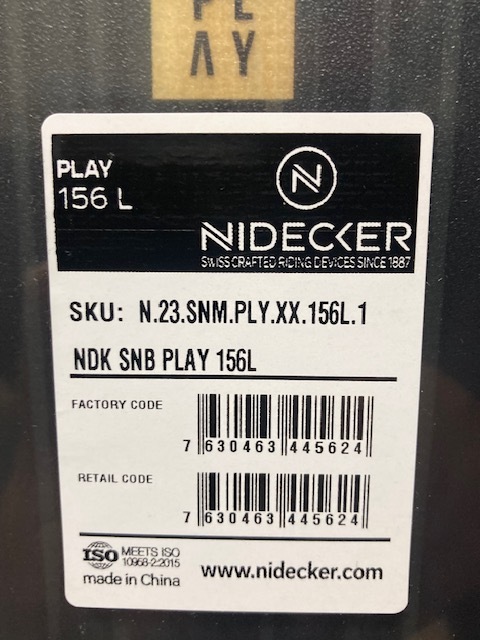 PLAY
PLAY
156 L
N
NIDECKER
SWISS CRAFTED RIDING DEVICES SINCE 1887
SKU: N.23.SNM.PLY.XX.156L.1
NDK SNB PLAY 156L
FACTORY CODE
7 630463 445624
RETAIL CODE
7 630463 445624
ISO MEETS ISO
10968-2:2015
made in China
www.nidecker.com